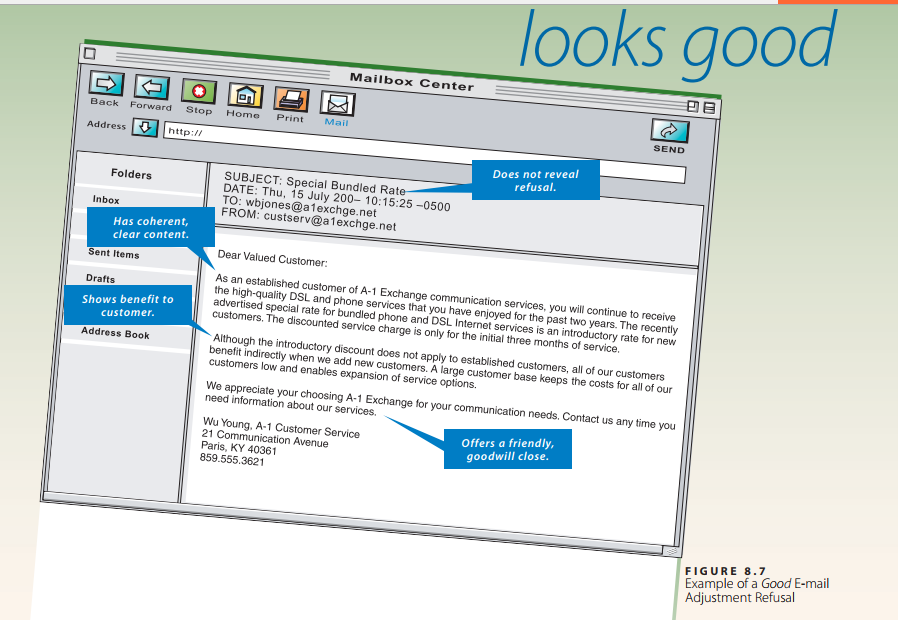 looks good
Mailbox Center
Back
Forward
Stop
Home
Print
Mail
SEND
Address
http://
Folders
Inbox
Sent Items
Drafts
Address Book
SUBJECT: Special Bundled Rate
DATE: Thu, 15 July 200– 10:15:25 –0500
TO: wbjones@a1exchge.net
FROM: custserv@a1exchge.net
Does not reveal
refusal.
Has coherent,
clear content.
Shows benefit to
customer.
Dear Valued Customer:
As an established customer of A-1 Exchange communication services, you will continue to receive
the high-quality DSL and phone services that you have enjoyed for the past two years. The recently
advertised special rate for bundled phone and DSL Internet services is an introductory rate for new
customers. The discounted service charge is only for the initial three months of service.
Although the introductory discount does not apply to established customers, all of our customers
benefit indirectly when we add new customers. A large customer base keeps the costs for all of our
customers low and enables expansion of service options.
We appreciate your choosing A-1 Exchange for your communication needs. Contact us any time you
need information about our services.
Offers a friendly,
goodwill close.
Wu Young, A-1 Customer Service
21 Communication Avenue
Paris, KY 40361
859.555.3621
FIGURE 8.7
Example of a Good E-mail
Adjustment Refusal